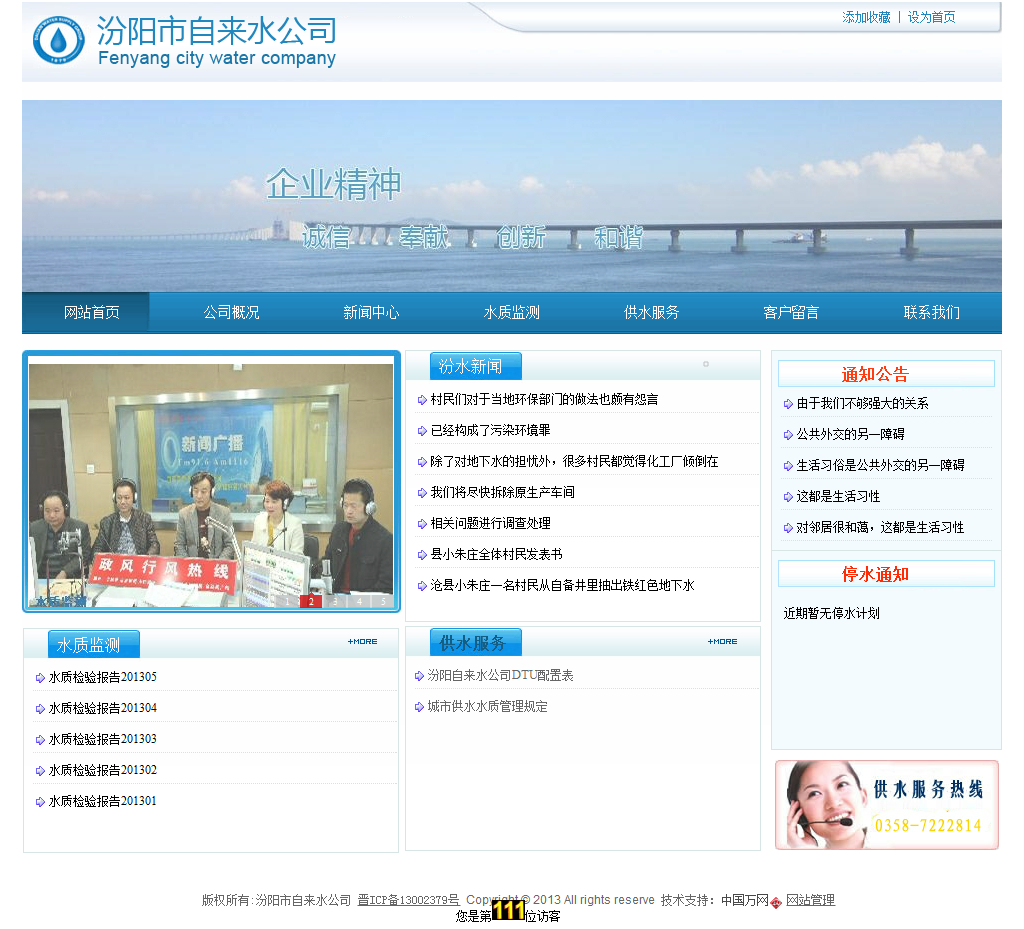 汾阳市自来水公司
Fenyang city water company
添加收藏 | 设为首页
企业精神
诚信 奉献 创新 和谐
网站首页 公司概况 新闻中心 水质监测 供水服务 客户留言 联系我们
新闻广播
政风行风热线
水质监测
1 2 3 4 5
汾水新闻
村民们对于当地环保部门的做法也颇有怨言
已经构成了污染环境罪
除了对地下水的担忧外，很多村民都觉得化工厂倾倒在
我们将尽快拆除原生产车间
相关问题进行调查处理
县小朱庄全体村民发表书
沧县小朱庄一名村民从自备井里抽出铁红色地下水
通知公告
由于我们不够强大的关系
公共外交的另一障碍
生活习俗是公共外交的另一障碍
这都是生活习性
对邻居很和蔼，这都是生活习性
停水通知
近期暂无停水计划
水质监测 +MORE
水质检验报告201305
水质检验报告201304
水质检验报告201303
水质检验报告201302
水质检验报告201301
供水服务 +MORE
汾阳自来水公司DTU配置表
城市供水水质管理规定
供水服务热线
0358-7222814
版权所有:汾阳市自来水公司 晋ICP备13002379号 Copyright © 2013 All rights reserve 技术支持：中国万网 网站管理
您是第111位访客